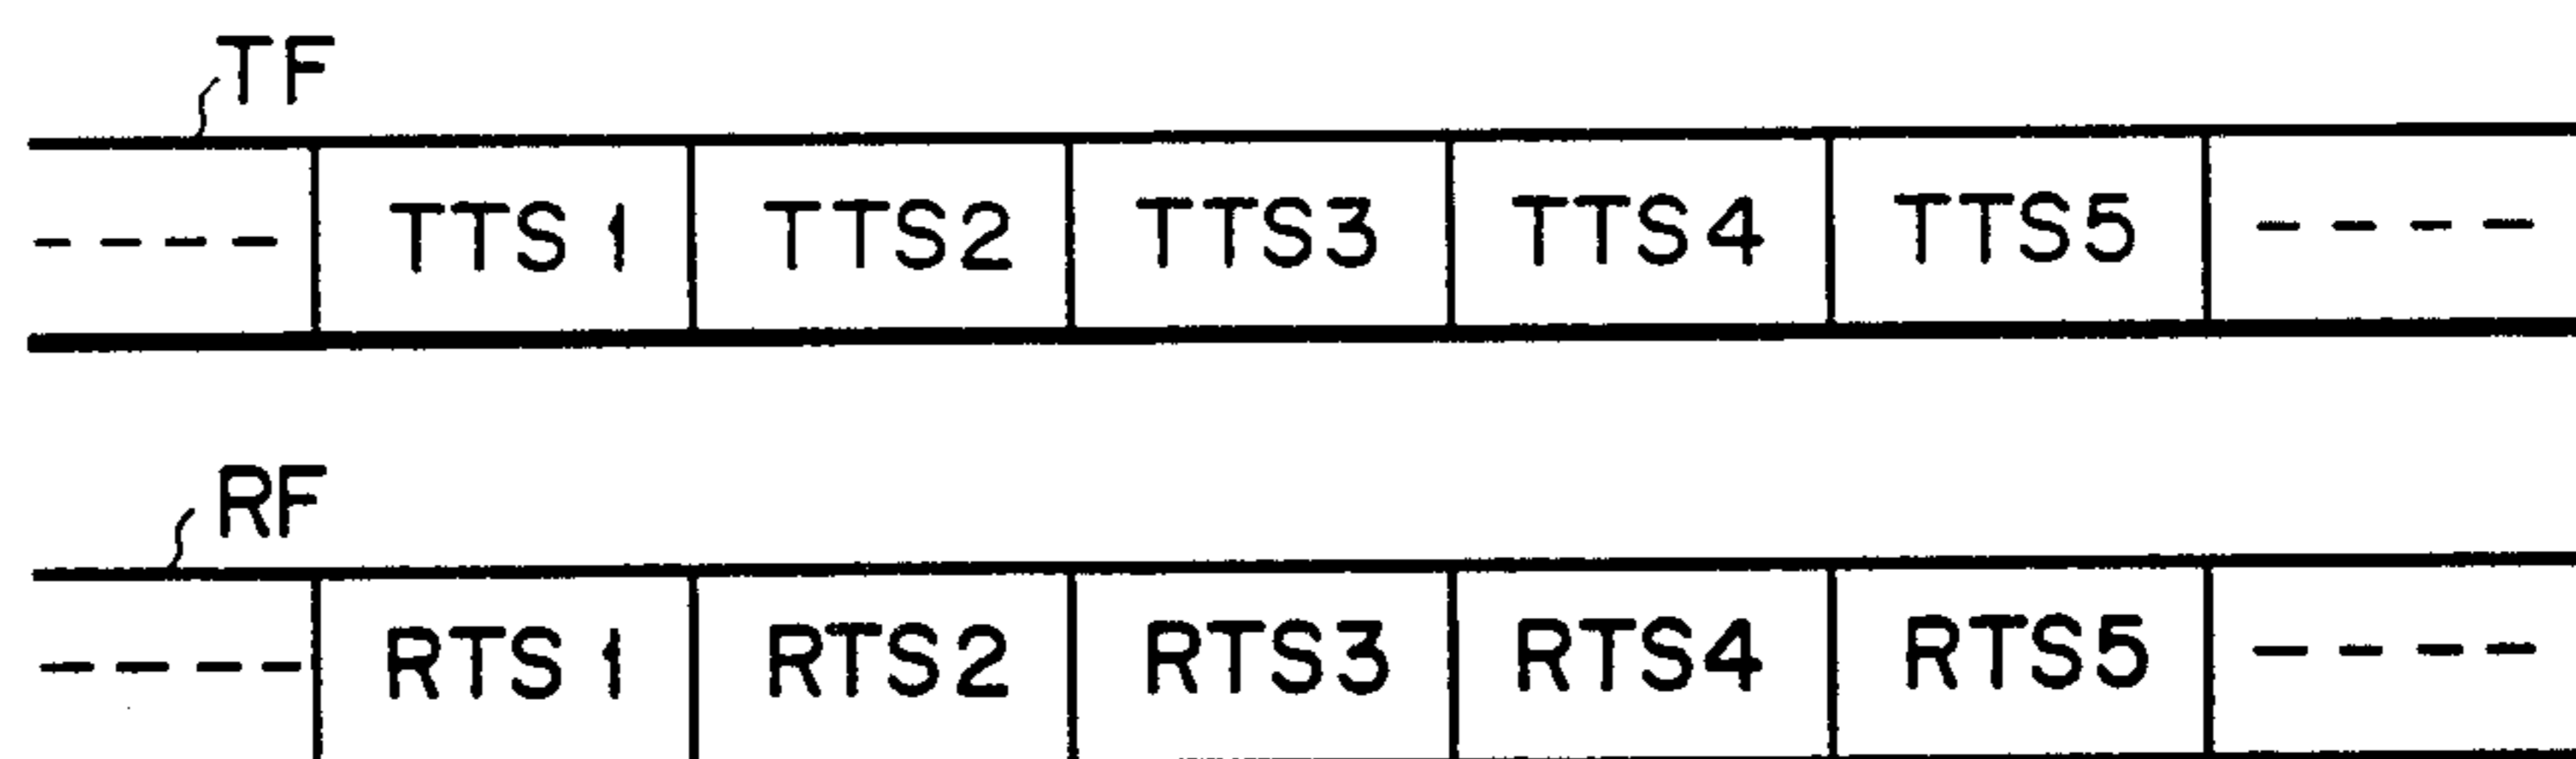 TF
TTS1 TTS2 TTS3 TTS4 TTS5
RF
RTS1 RTS2 RTS3 RTS4 RTS5